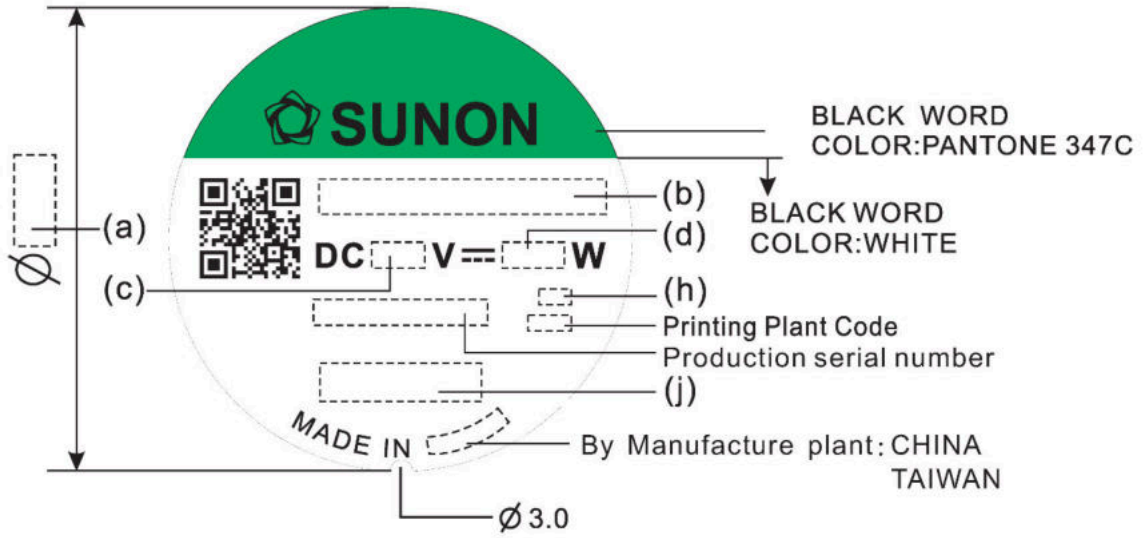 SUNON
BLACK WORD
COLOR:PANTONE 347C
(b)
BLACK WORD
COLOR:WHITE
(a)
(d)
DC V⎓ W
Ø
(c)
(h)
Printing Plant Code
Production serial number
(j)
MADE IN
By Manufacture plant: CHINA
TAIWAN
Ø 3.0